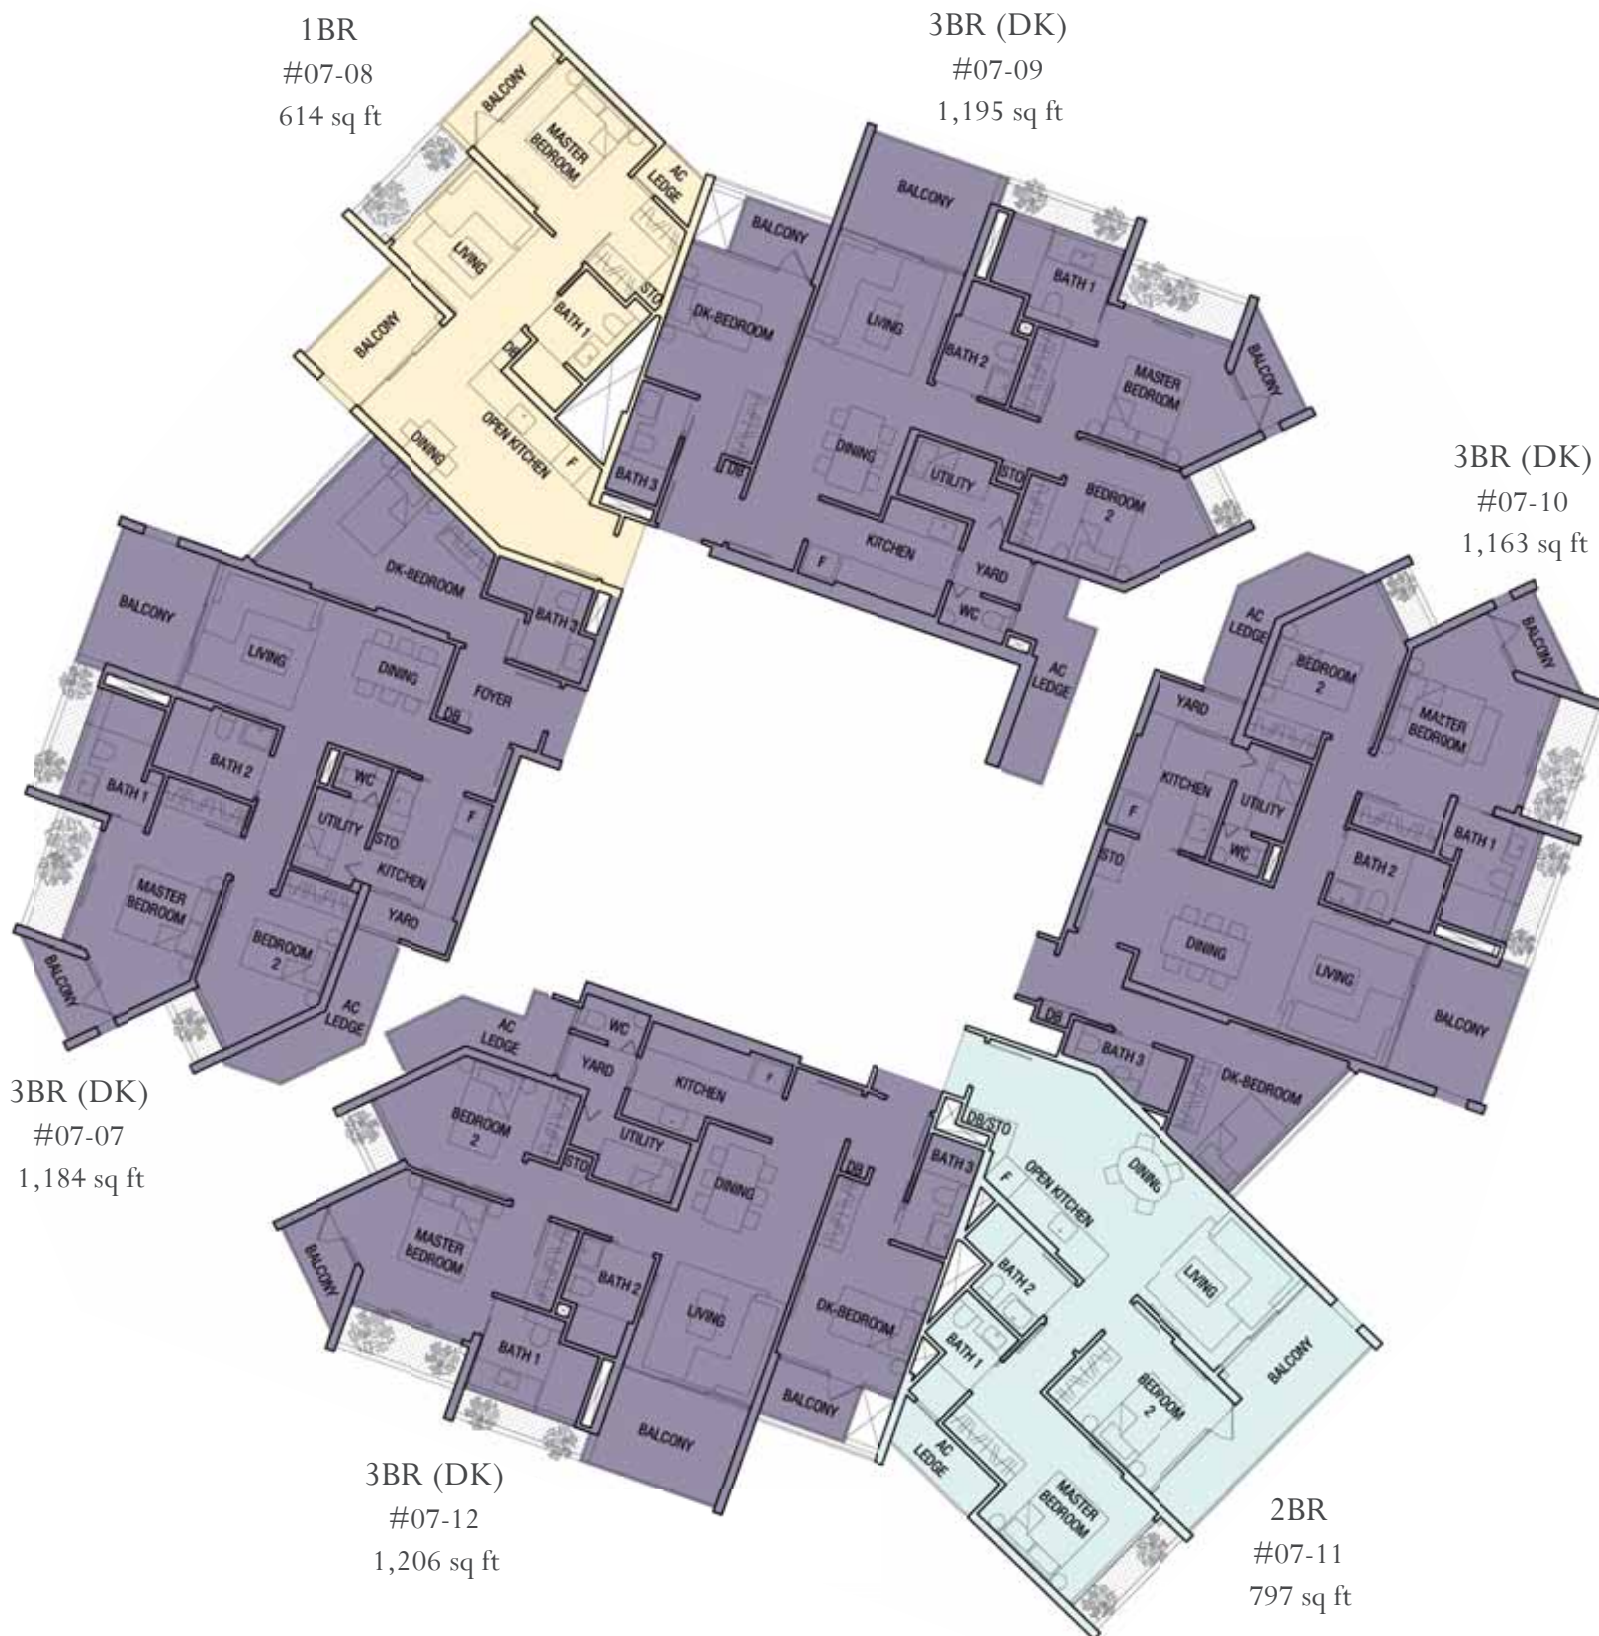 1BR
#07-08
614 sq ft
BALCONY
MASTER
BEDROOM
AC
LEDGE
LIVING
STO
BATH 1
BALCONY
DB
OPEN KITCHEN
DINING
F
3BR (DK)
#07-09
1,195 sq ft
BALCONY
BALCONY
BATH 1
DK-BEDROOM
LIVING
BATH 2
MASTER
BEDROOM
BALCONY
DINING
BATH 3
DB
UTILITY
STO
BEDROOM
2
KITCHEN
F
YARD
WC
AC
LEDGE
3BR (DK)
#07-10
1,163 sq ft
AC
LEDGE
BEDROOM
2
BALCONY
YARD
MASTER
BEDROOM
KITCHEN
UTILITY
F
WC
STO
BATH 2
BATH 1
DINING
LIVING
BALCONY
DB
BATH 3
DK-BEDROOM
DK-BEDROOM
BATH 3
BALCONY
LIVING
DINING
FOYER
DB
BATH 2
BATH 1
WC
UTILITY
STO
F
KITCHEN
MASTER
BEDROOM
BEDROOM
2
YARD
BALCONY
AC
LEDGE
3BR (DK)
#07-07
1,184 sq ft
AC
LEDGE
WC
YARD
KITCHEN
F
BEDROOM
2
UTILITY
STO
DINING
DB
BATH 3
MASTER
BEDROOM
BALCONY
BATH 2
LIVING
DK-BEDROOM
BATH 1
BALCONY
BALCONY
3BR (DK)
#07-12
1,206 sq ft
DB/STO
F
OPEN KITCHEN
DINING
BATH 2
LIVING
BATH 1
BEDROOM
2
BALCONY
AC
LEDGE
MASTER
BEDROOM
2BR
#07-11
797 sq ft